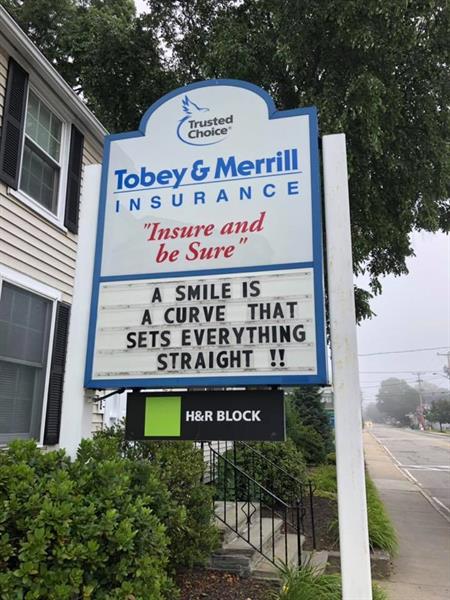 Trusted
Choice®
Tobey & Merrill
INSURANCE
"Insure and
be Sure"
A SMILE IS
A CURVE THAT
SETS EVERYTHING
STRAIGHT !!
H&R BLOCK